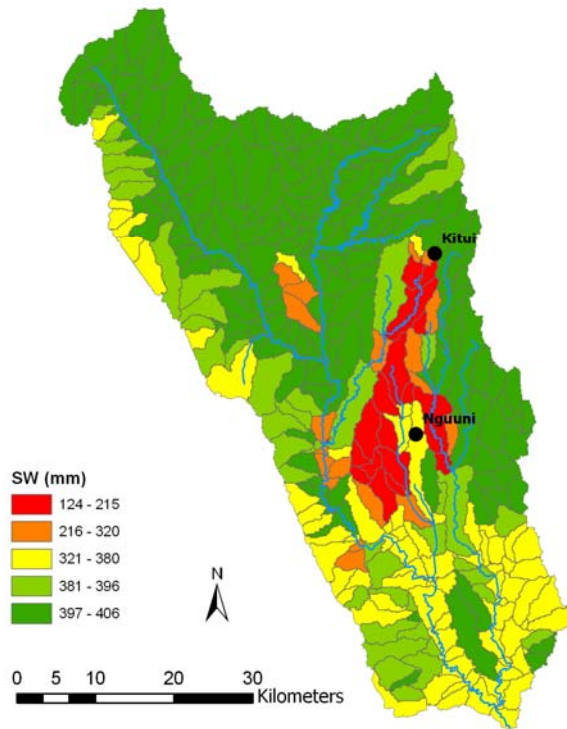 Kitui
Nguuni
SW (mm)
124 - 215
216 - 320
321 - 380
381 - 396
397 - 406
N
0 5 10 20 30
Kilometers